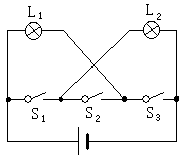 L₁ L₂
S₁ S₂ S₃